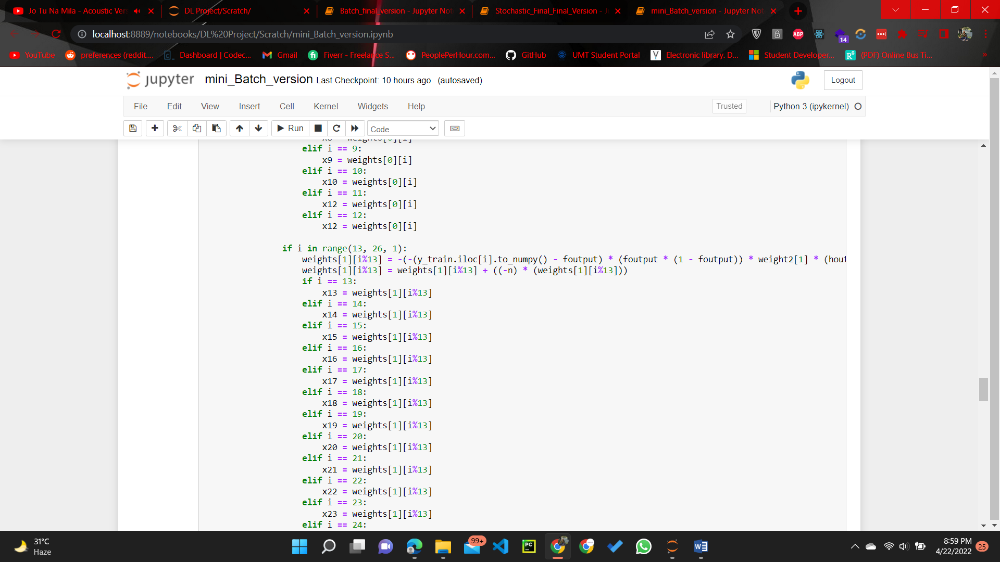 Jo Tu Na Mila - Acoustic Ver
DL Project/Scratch/
Batch_final_version - Jupyter Not
Stochastic_Final_Final_Version - J
mini_Batch_version - Jupyter Not
localhost:8889/notebooks/DL%20Project/Scratch/mini_Batch_version.ipynb
ABP
14
YouTube
preferences (reddit....
Dashboard | Codec...
Gmail
Fiverr - Freelance S...
PeoplePerHour.com...
GitHub
UMT Student Portal
Electronic library. D...
Student Developer...
(PDF) Online Bus Ti...
»
jupyter
mini_Batch_version Last Checkpoint: 10 hours ago (autosaved)
Logout
File Edit View Insert Cell Kernel Widgets Help
Trusted
Python 3 (ipykernel)
Run
Code
elif i == 9:
x9 = weights[0][i]
elif i == 10:
x10 = weights[0][i]
elif i == 11:
x12 = weights[0][i]
elif i == 12:
x12 = weights[0][i]
if i in range(13, 26, 1):
weights[1][i%13] = -(-(y_train.iloc[i].to_numpy() - foutput) * (foutput * (1 - foutput)) * weight2[1] * (hout
weights[1][i%13] = weights[1][i%13] + ((-n) * (weights[1][i%13]))
if i == 13:
x13 = weights[1][i%13]
elif i == 14:
x14 = weights[1][i%13]
elif i == 15:
x15 = weights[1][i%13]
elif i == 16:
x16 = weights[1][i%13]
elif i == 17:
x17 = weights[1][i%13]
elif i == 18:
x18 = weights[1][i%13]
elif i == 19:
x19 = weights[1][i%13]
elif i == 20:
x20 = weights[1][i%13]
elif i == 21:
x21 = weights[1][i%13]
elif i == 22:
x22 = weights[1][i%13]
elif i == 23:
x23 = weights[1][i%13]
elif i == 24:
31°C
Haze
99+
PC
8:59 PM
4/22/2022
25